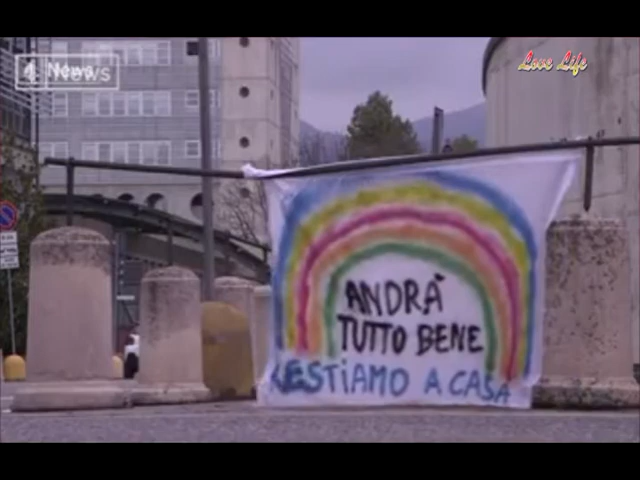 4 News
Love Life
ANDRÀ
TUTTO BENE
RESTIAMO A CASA